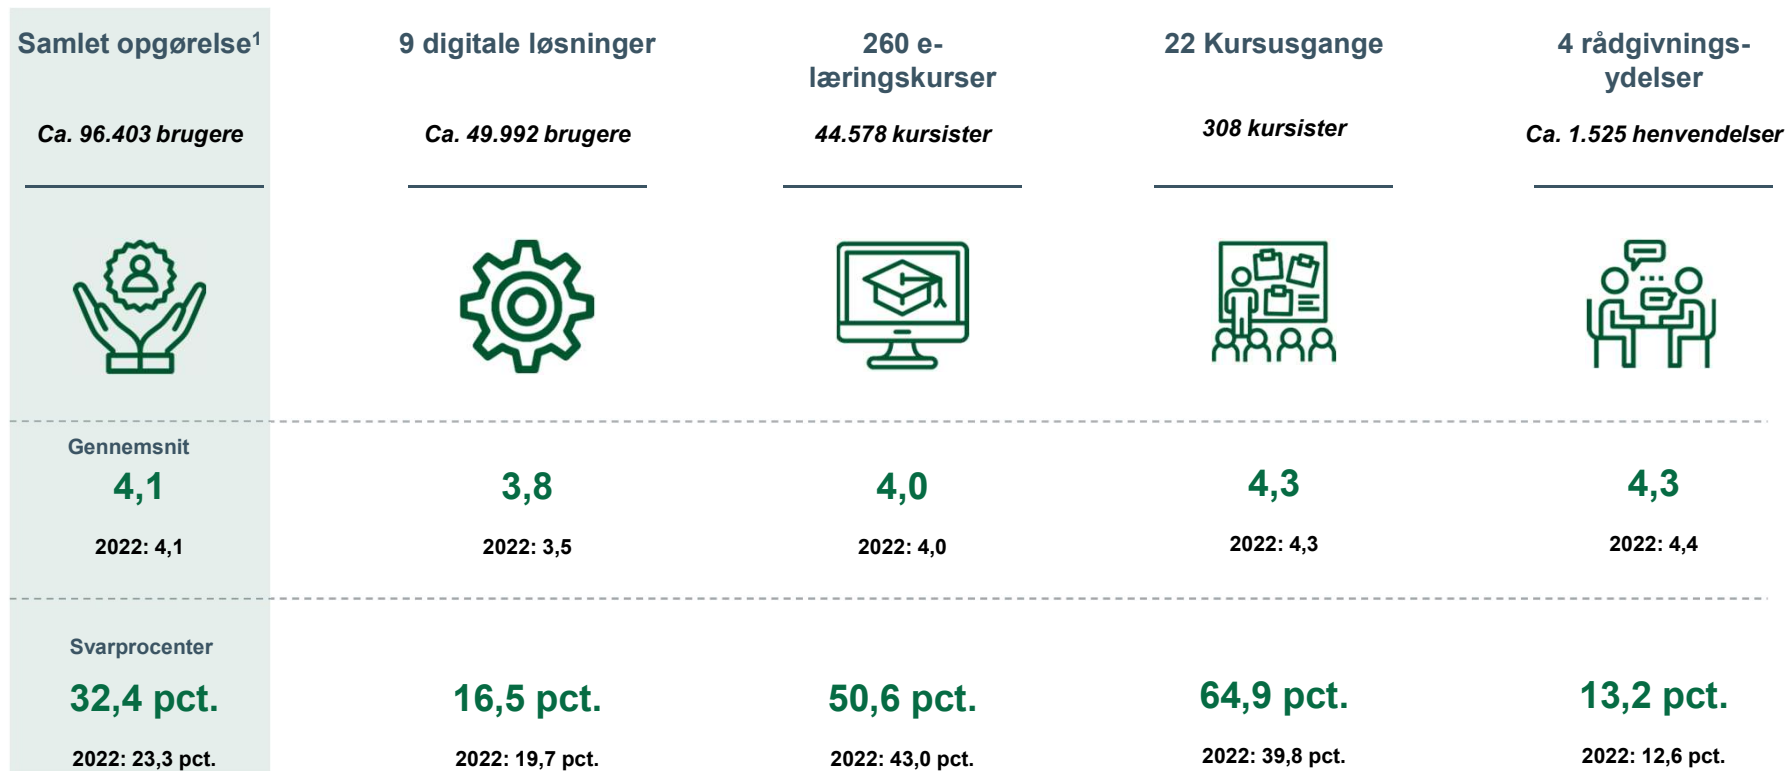 Samlet opgørelse¹
Ca. 96.403 brugere
9 digitale løsninger
Ca. 49.992 brugere
260 e-
læringskurser
44.578 kursister
22 Kursusgange
308 kursister
4 rådgivnings-
ydelser
Ca. 1.525 henvendelser
Gennemsnit
4,1
3,8
4,0
4,3
4,3
2022: 4,1
2022: 3,5
2022: 4,0
2022: 4,3
2022: 4,4
Svarprocenter
32,4 pct.
16,5 pct.
50,6 pct.
64,9 pct.
13,2 pct.
2022: 23,3 pct.
2022: 19,7 pct.
2022: 43,0 pct.
2022: 39,8 pct.
2022: 12,6 pct.